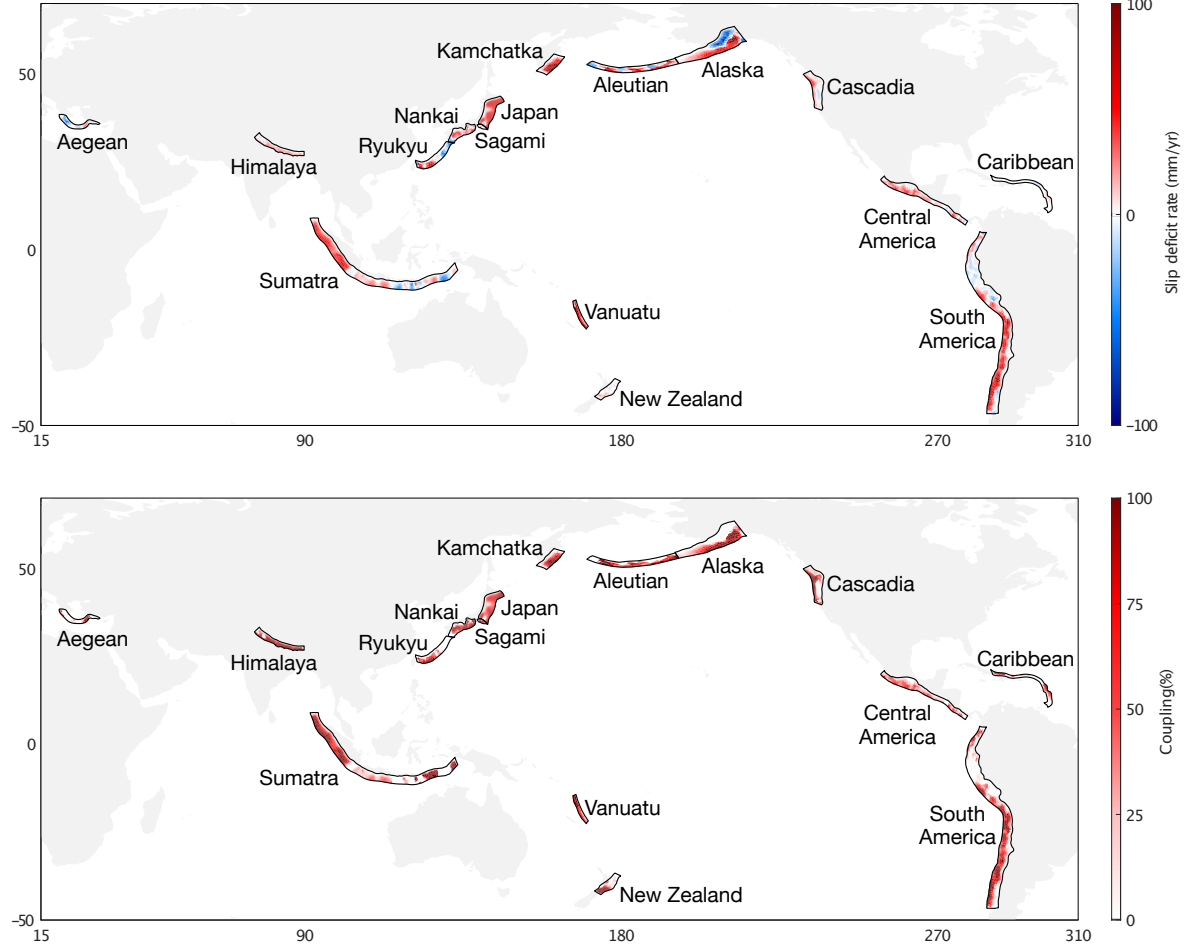 100
Kamchatka
50
Aleutian
Alaska
Cascadia
Nankai
Japan
Aegean
Ryukyu
Sagami
Himalaya
Caribbean
0
Central
America
0
Sumatra
Slip deficit rate (mm/yr)
Vanuatu
South
America
New Zealand
−50
−100
15
90
180
270
310
100
Kamchatka
50
Aleutian
Alaska
Cascadia
75
Nankai
Japan
Aegean
Ryukyu
Sagami
Himalaya
Caribbean
50
Central
America
Coupling(%)
0
Sumatra
Vanuatu
25
South
America
New Zealand
−50
0
15
90
180
270
310